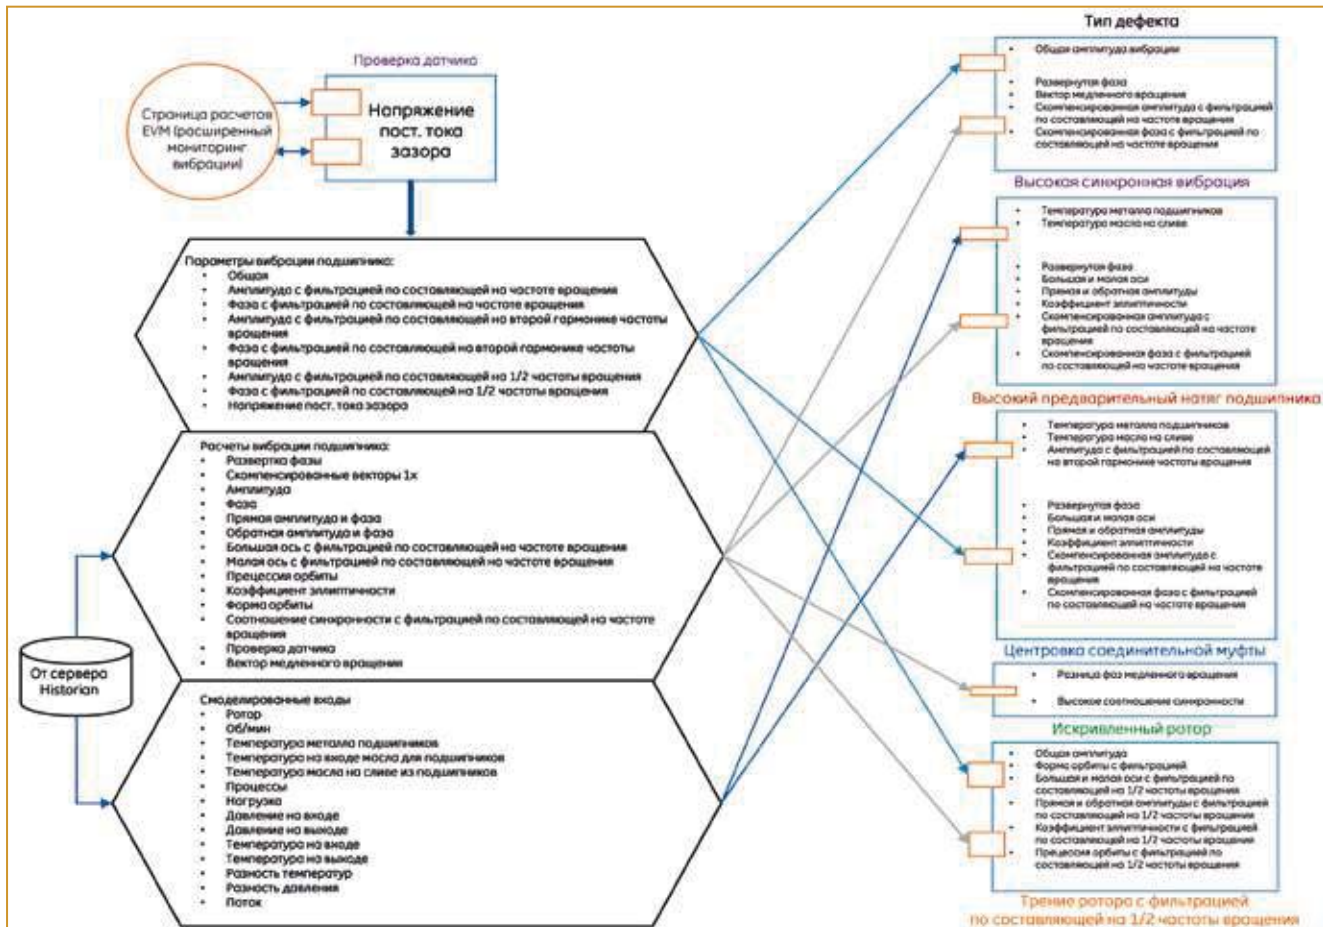 Тип дефекта
Проверка датчика
Страница расчетов
EVM (расширенный
мониторинг
вибрации)
Напряжение
пост. тока
зазора
Параметры вибрации подшипника:
• Общая
• Амплитуда с фильтрацией по составляющей на частоте вращения
• Фаза с фильтрацией по составляющей на частоте вращения
• Амплитуда с фильтрацией по составляющей на второй гармонике частоты
вращения
• Фаза с фильтрацией по составляющей на второй гармонике частоты
вращения
• Амплитуда с фильтрацией по составляющей на 1/2 частоты вращения
• Фаза с фильтрацией по составляющей на 1/2 частоты вращения
• Напряжение пост. тока зазора
Расчеты вибрации подшипника:
• Развертка фазы
• Скомпенсированные векторы 1x
• Амплитуда
• Фаза
• Прямая амплитуда и фаза
• Обратная амплитуда и фаза
• Большая ось с фильтрацией по составляющей на частоте вращения
• Малая ось с фильтрацией по составляющей на частоте вращения
• Прецессия орбиты
• Коэффициент эллиптичности
• Форма орбиты
• Соотношение синхронности с фильтрацией по составляющей на частоте
вращения
• Проверка датчика
• Вектор медленного вращения
От сервера
Historian
Смоделированные входы
• Ротор
• Об/мин
• Температура металла подшипников
• Температура на входе масла для подшипников
• Температура масла на сливе из подшипников
• Процессы
• Нагрузка
• Давление на входе
• Давление на выходе
• Температура на входе
• Температура на выходе
• Разность температур
• Разность давления
• Поток
• Общая амплитуда вибрации
• Развернутая фаза
• Вектор медленного вращения
• Скомпенсированная амплитуда с фильтрацией
по составляющей на частоте вращения
• Скомпенсированная фаза с фильтрацией по
составляющей на частоте вращения
Высокая синхронная вибрация
• Температура металла подшипников
• Температура масла на сливе
• Развернутая фаза
• Большая и малая оси
• Прямая и обратная амплитуды
• Коэффициент эллиптичности
• Скомпенсированная амплитуда с
фильтрацией по составляющей на частоте
вращения
• Скомпенсированная фаза с фильтрацией
по составляющей на частоте вращения
Высокий предварительный натяг подшипника
• Температура металла подшипников
• Температура масла на сливе
• Амплитуда с фильтрацией по составляющей
на второй гармонике частоты вращения
• Развернутая фаза
• Большая и малая оси
• Прямая и обратная амплитуды
• Коэффициент эллиптичности
• Скомпенсированная амплитуда с
фильтрацией по составляющей на частоте
вращения
• Скомпенсированная фаза с фильтрацией
по составляющей на частоте вращения
Центровка соединительной муфты
• Разница фаз медленного вращения
• Высокое соотношение синхронности
Искривленный ротор
• Общая амплитуда
• Форма орбиты с фильтрацией
• Большая и малая оси с фильтрацией по
составляющей на 1/2 частоты вращения
• Прямая и обратная амплитуды с фильтрацией
по составляющей на 1/2 частоты вращения
• Коэффициент эллиптичности с фильтрацией
по составляющей на 1/2 частоты вращения
• Прецессия орбиты с фильтрацией по
составляющей на 1/2 частоты вращения
Трение ротора с фильтрацией
по составляющей на 1/2 частоты вращения